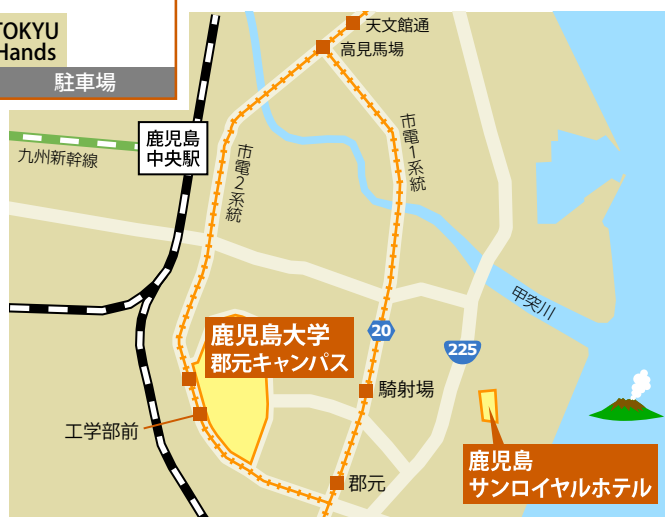 TOKYU
Hands
駐車場
天文館通
高見馬場
鹿児島
中央駅
九州新幹線
市電2系統
市電1系統
甲突川
鹿児島大学
郡元キャンパス
20
225
騎射場
工学部前
郡元
鹿児島
サンロイヤルホテル